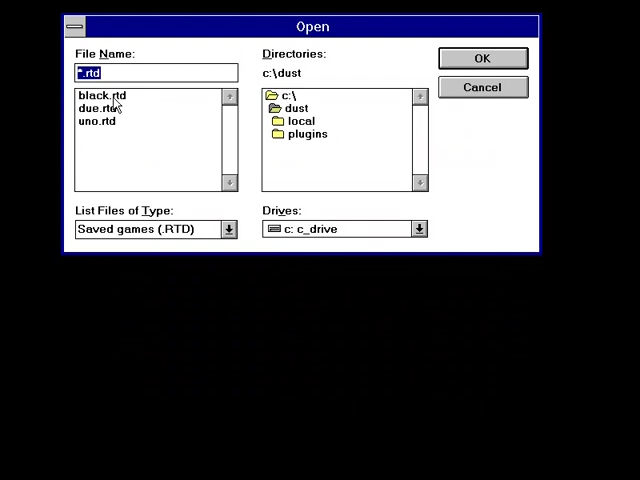 Open
File Name:
*.rtd
black.rtd
due.rtd
uno.rtd
List Files of Type:
Saved games (.RTD)
Directories:
c:\dust
c:\
dust
local
plugins
Drives:
c: c_drive
OK
Cancel